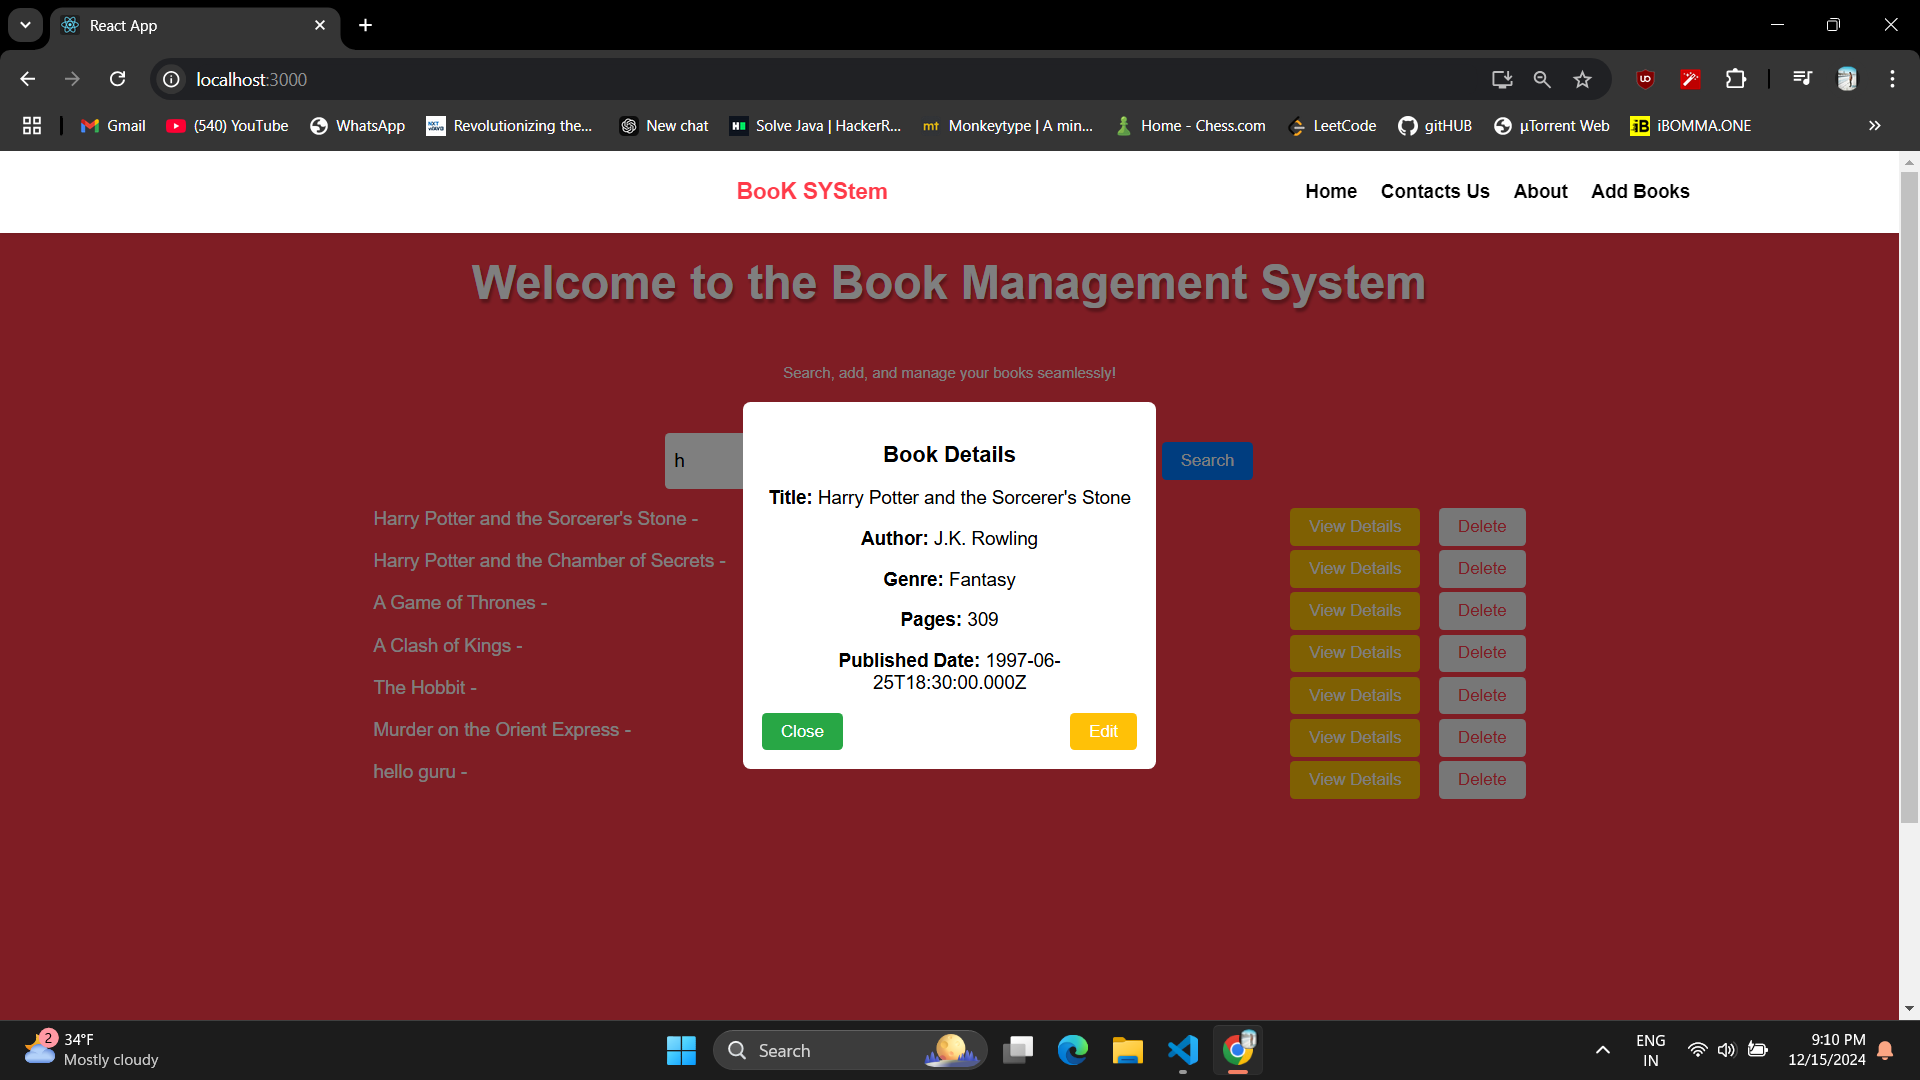 React App
localhost:3000
Gmail
(540) YouTube
WhatsApp
Revolutionizing the...
New chat
Solve Java | HackerR...
Monkeytype | A min...
Home - Chess.com
LeetCode
gitHUB
µTorrent Web
iBOMMA.ONE
BooK SYStem
Home
Contacts Us
About
Add Books
Welcome to the Book Management System
Search, add, and manage your books seamlessly!
h
Search
Book Details
Title: Harry Potter and the Sorcerer's Stone
Author: J.K. Rowling
Genre: Fantasy
Pages: 309
Published Date: 1997-06-
25T18:30:00.000Z
Close
Edit
Harry Potter and the Sorcerer's Stone -
View Details
Delete
Harry Potter and the Chamber of Secrets -
View Details
Delete
A Game of Thrones -
View Details
Delete
A Clash of Kings -
View Details
Delete
The Hobbit -
View Details
Delete
Murder on the Orient Express -
View Details
Delete
hello guru -
View Details
Delete
2
34°F
Mostly cloudy
Search
ENG
IN
9:10 PM
12/15/2024